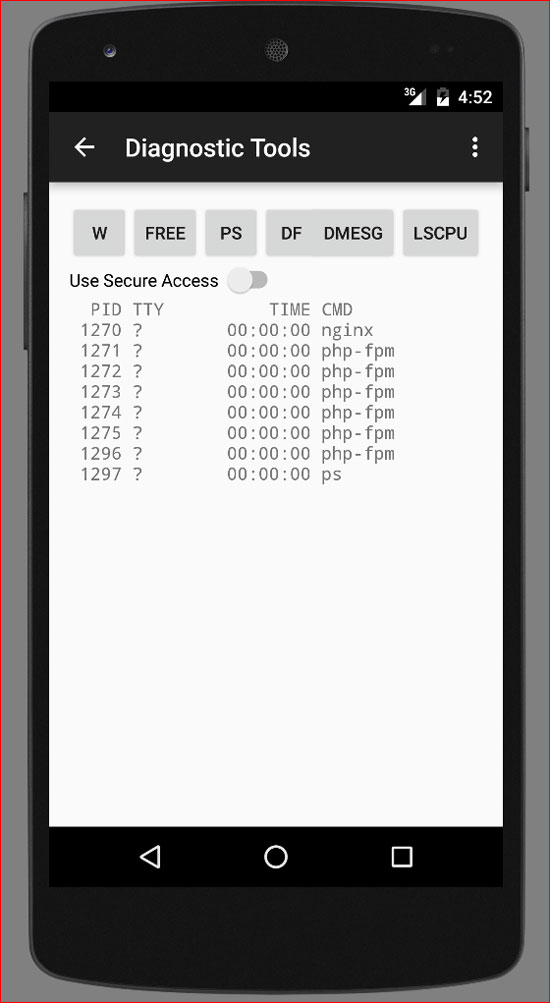 3G 4:52
Diagnostic Tools
W FREE PS DF DMESG LSCPU
Use Secure Access
PID TTY TIME CMD
1270 ? 00:00:00 nginx
1271 ? 00:00:00 php-fpm
1272 ? 00:00:00 php-fpm
1273 ? 00:00:00 php-fpm
1274 ? 00:00:00 php-fpm
1275 ? 00:00:00 php-fpm
1296 ? 00:00:00 php-fpm
1297 ? 00:00:00 ps